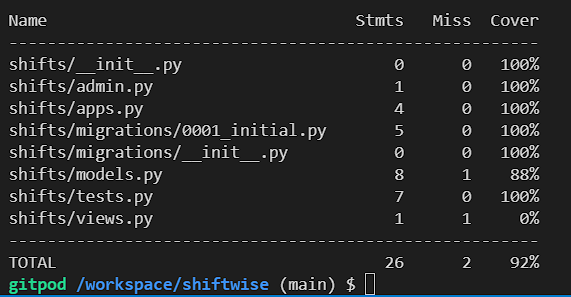 Name Stmts Miss Cover
------------------------------------------------------
shifts/__init__.py 0 0 100%
shifts/admin.py 1 0 100%
shifts/apps.py 4 0 100%
shifts/migrations/0001_initial.py 5 0 100%
shifts/migrations/__init__.py 0 0 100%
shifts/models.py 8 1 88%
shifts/tests.py 7 0 100%
shifts/views.py 1 1 0%
------------------------------------------------------
TOTAL 26 2 92%
gitpod /workspace/shiftwise (main) $